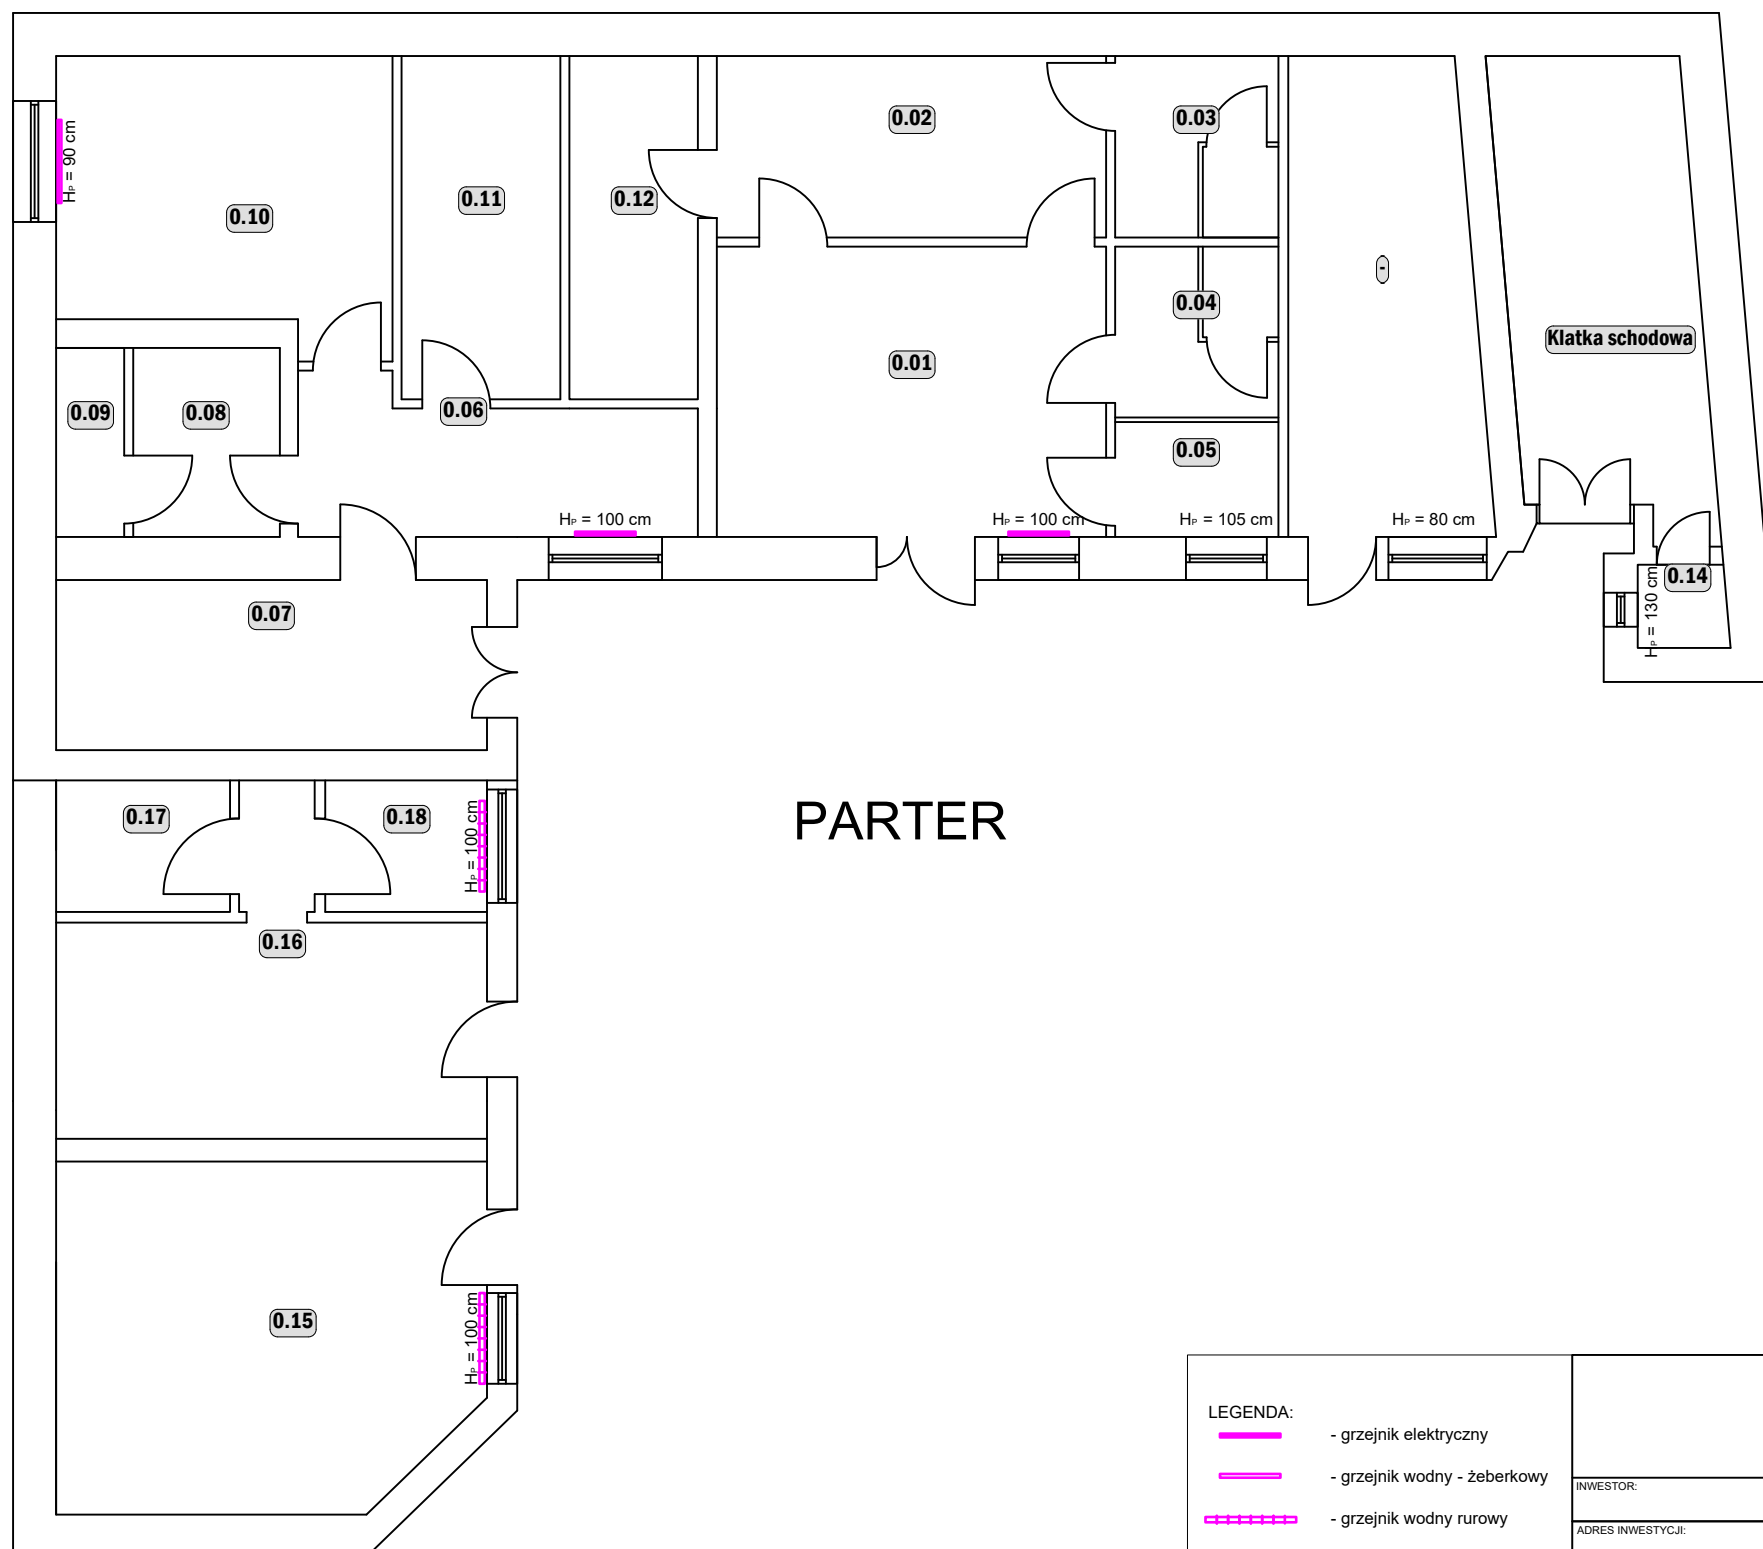 0.02
0.03
Hₚ = 90 cm
0.10
0.11
0.12
-
0.04
Klatka schodowa
0.01
0.09
0.08
0.06
0.05
Hₚ = 100 cm
Hₚ = 100 cm
Hₚ = 105 cm
Hₚ = 80 cm
0.14
Hₚ = 130 cm
0.07
0.17
0.18
Hₚ = 100 cm
PARTER
0.16
0.15
Hₚ = 100 cm
LEGENDA:
- grzejnik elektryczny
- grzejnik wodny - żeberkowy
- grzejnik wodny rurowy
INWESTOR:
ADRES INWESTYCJI: